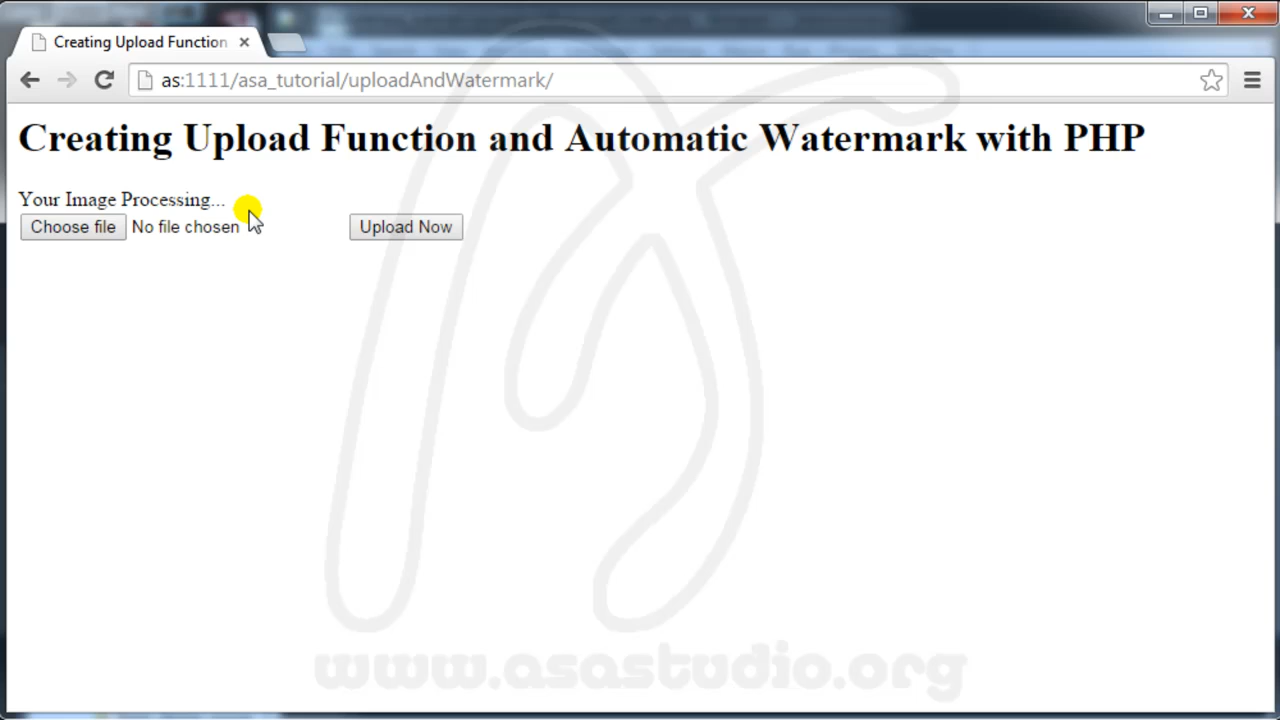 Creating Upload Function
as:1111/asa_tutorial/uploadAndWatermark/
Creating Upload Function and Automatic Watermark with PHP
Your Image Processing...
Choose file No file chosen Upload Now
www.asastudio.org